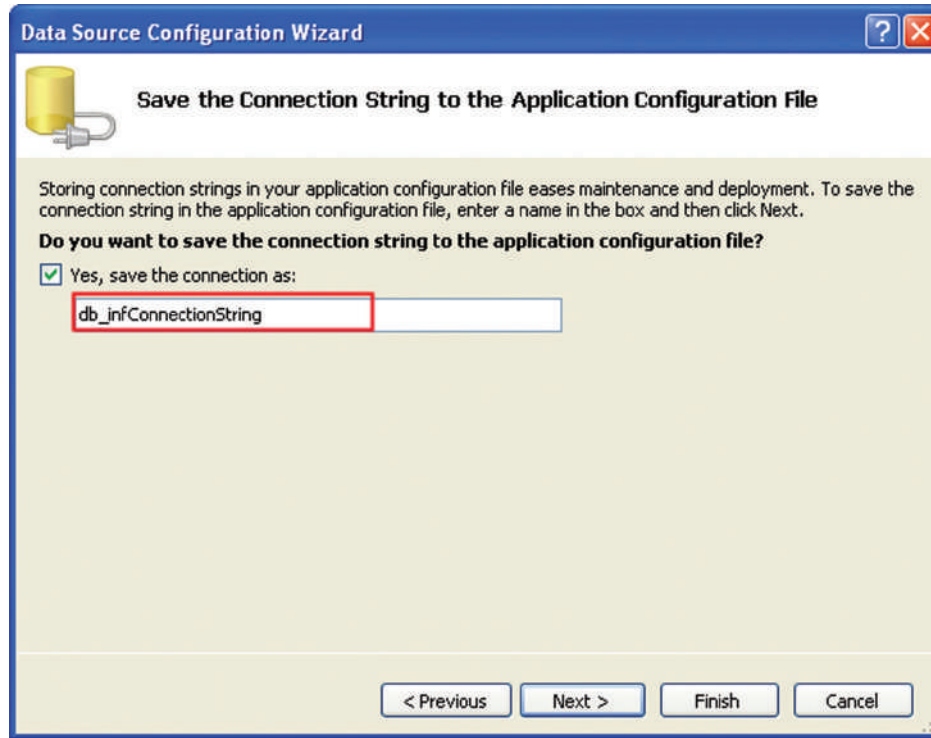 Data Source Configuration Wizard
?
Save the Connection String to the Application Configuration File
Storing connection strings in your application configuration file eases maintenance and deployment. To save the
connection string in the application configuration file, enter a name in the box and then click Next.
Do you want to save the connection string to the application configuration file?
Yes, save the connection as:
db_infConnectionString
< Previous Next > Finish Cancel